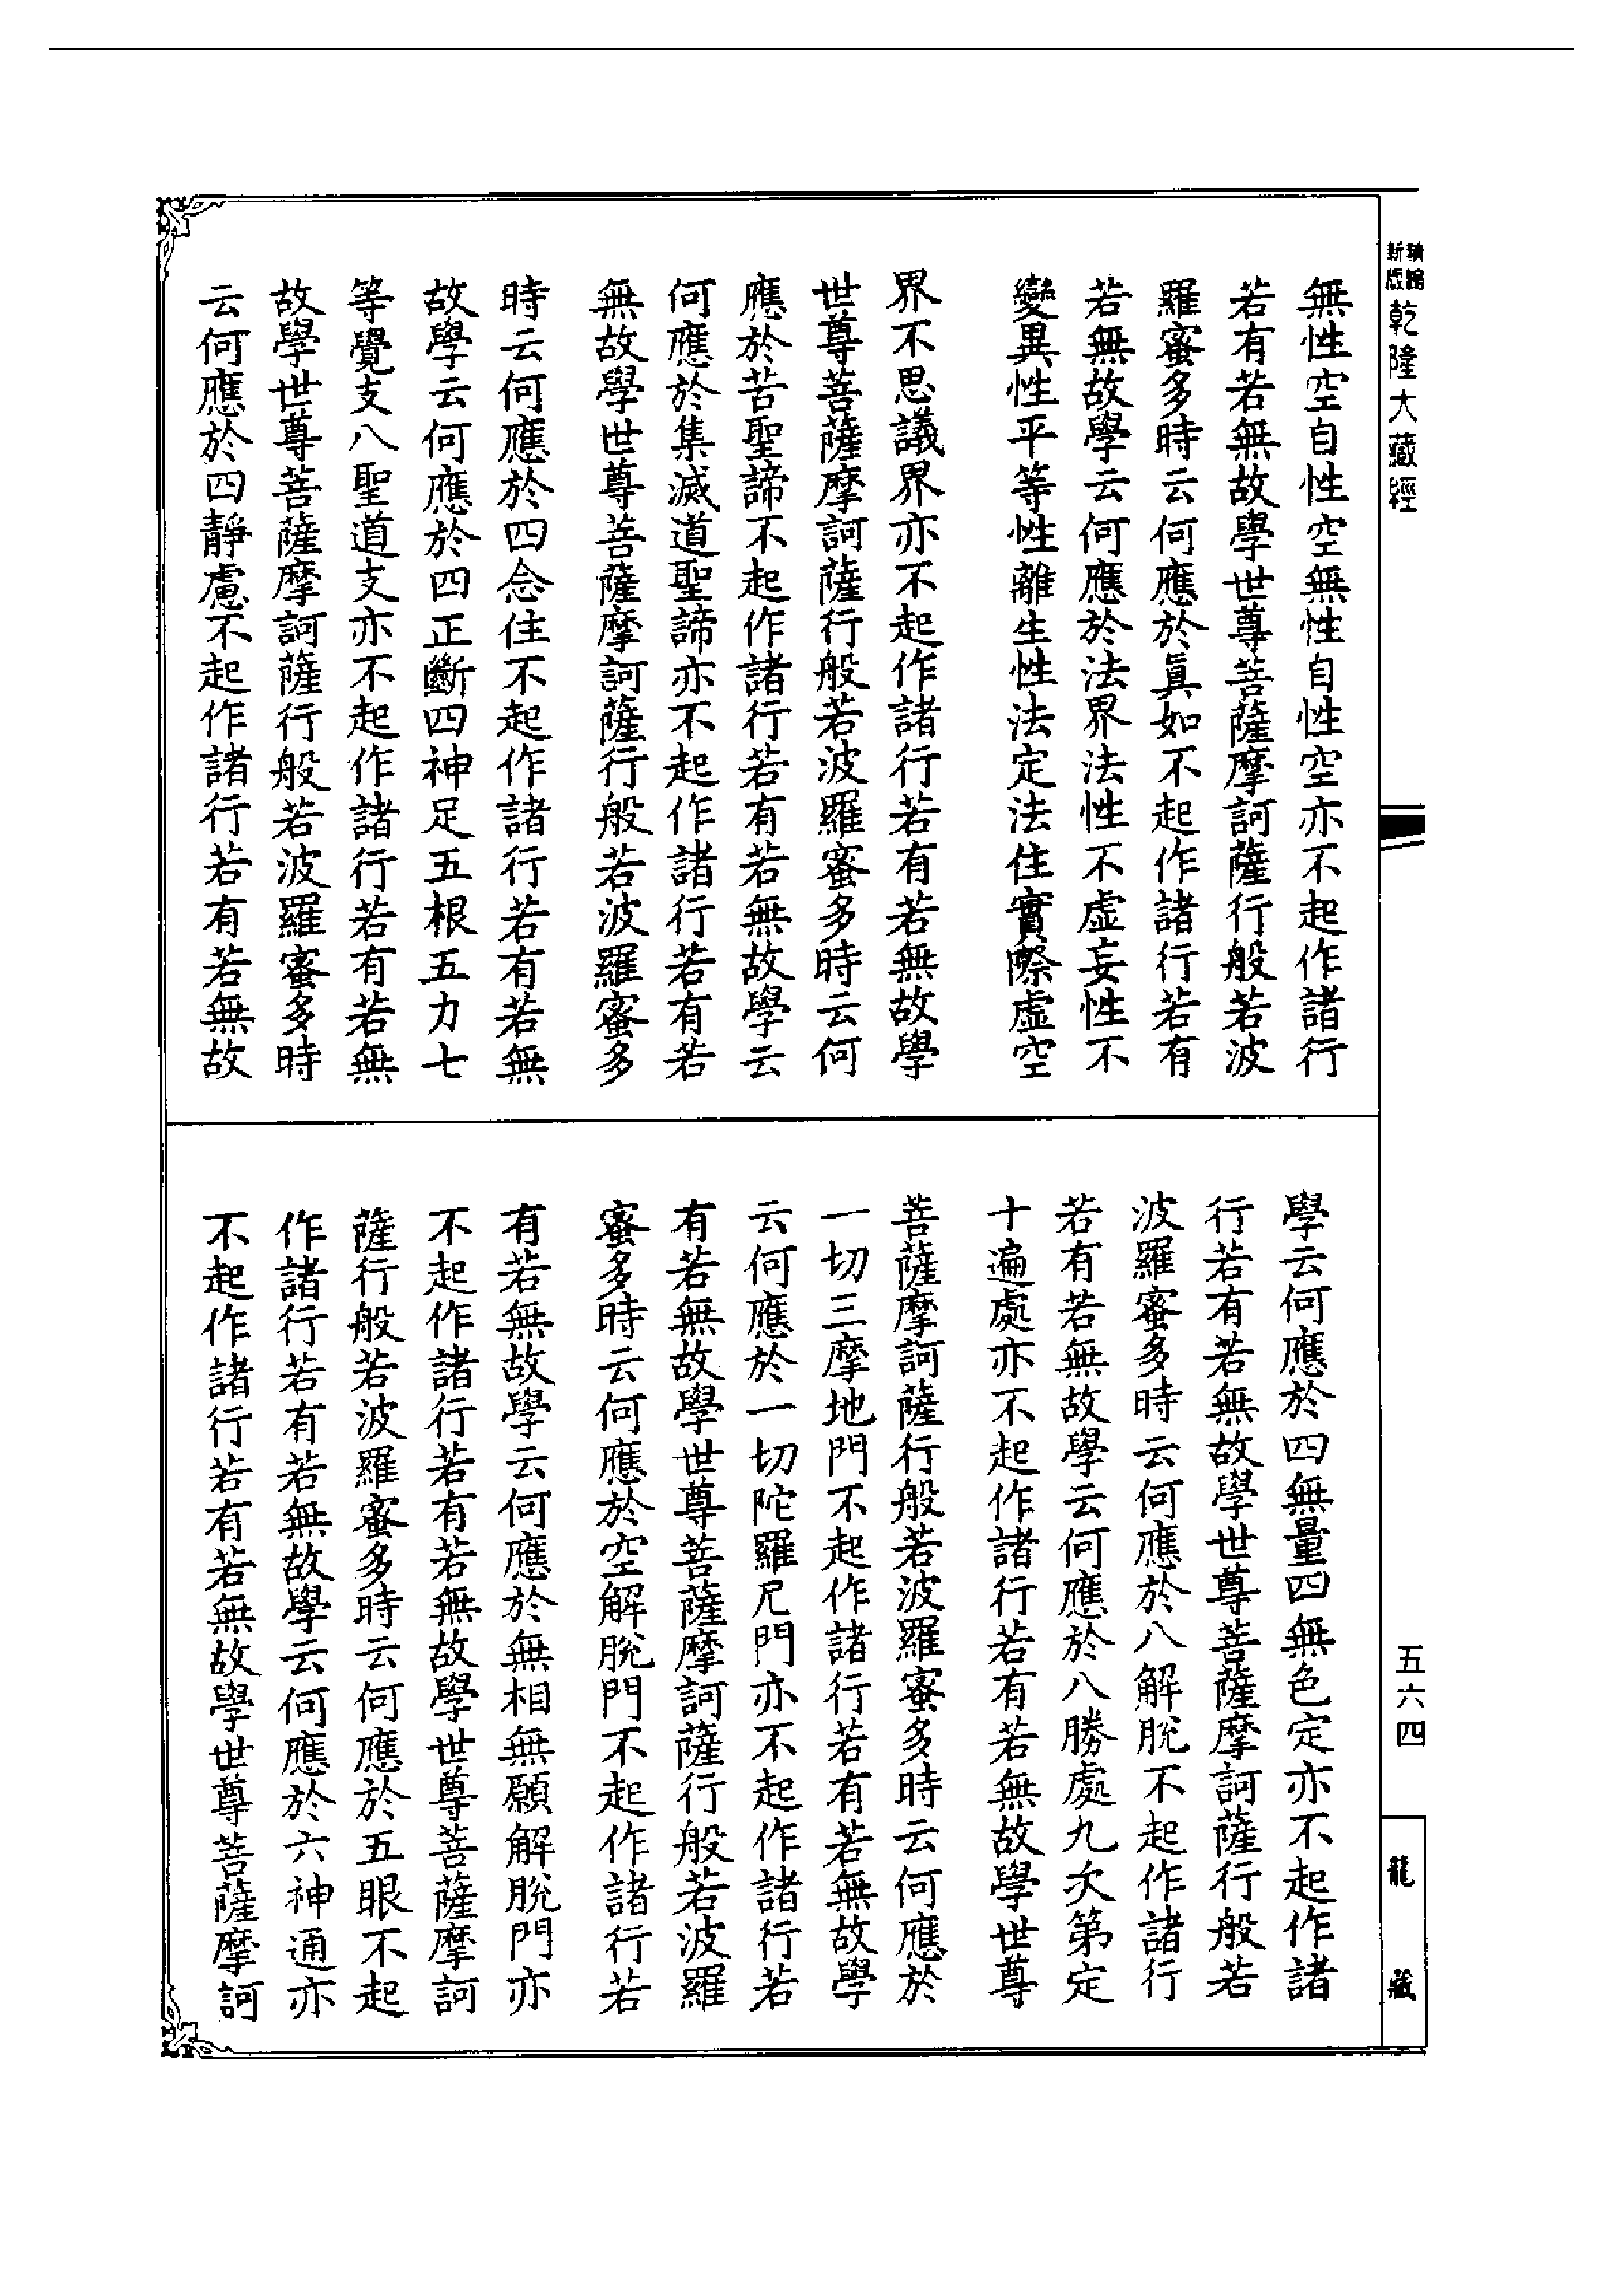 新編
縮版
乾隆大藏經
無性空自性空無性自性空亦不起作諸行
若有若無故學世尊菩薩摩訶薩行般若波
羅蜜多時云何應於真如不起作諸行若有
若無故學云何應於法界法性不虛妄性不
變異性平等性離生性法定法住實際虛空
界不思議界亦不起作諸行若有若無故學
世尊菩薩摩訶薩行般若波羅蜜多時云何
應於苦聖諦不起作諸行若有若無故學云
何應於集滅道聖諦亦不起作諸行若有若
無故學世尊菩薩摩訶薩行般若波羅蜜多
時云何應於四念住不起作諸行若有若無
故學云何應於四正斷四神足五根五力七
等覺支八聖道支亦不起作諸行若有若無
故學世尊菩薩摩訶薩行般若波羅蜜多時
云何應於四靜慮不起作諸行若有若無故
學云何應於四無量四無色定亦不起作諸
行若有若無故學世尊菩薩摩訶薩行般若
波羅蜜多時云何應於八解脫不起作諸行
若有若無故學云何應於八勝處九次第定
十遍處亦不起作諸行若有若無故學世尊
菩薩摩訶薩行般若波羅蜜多時云何應於
一切三摩地門不起作諸行若有若無故學
云何應於一切陀羅尼門亦不起作諸行若
有若無故學世尊菩薩摩訶薩行般若波羅
蜜多時云何應於空解脫門不起作諸行若
有若無故學云何應於無相無願解脫門亦
不起作諸行若有若無故學世尊菩薩摩訶
薩行般若波羅蜜多時云何應於五眼不起
作諸行若有若無故學云何應於六神通亦
不起作諸行若有若無故學世尊菩薩摩訶
五六四
龍藏